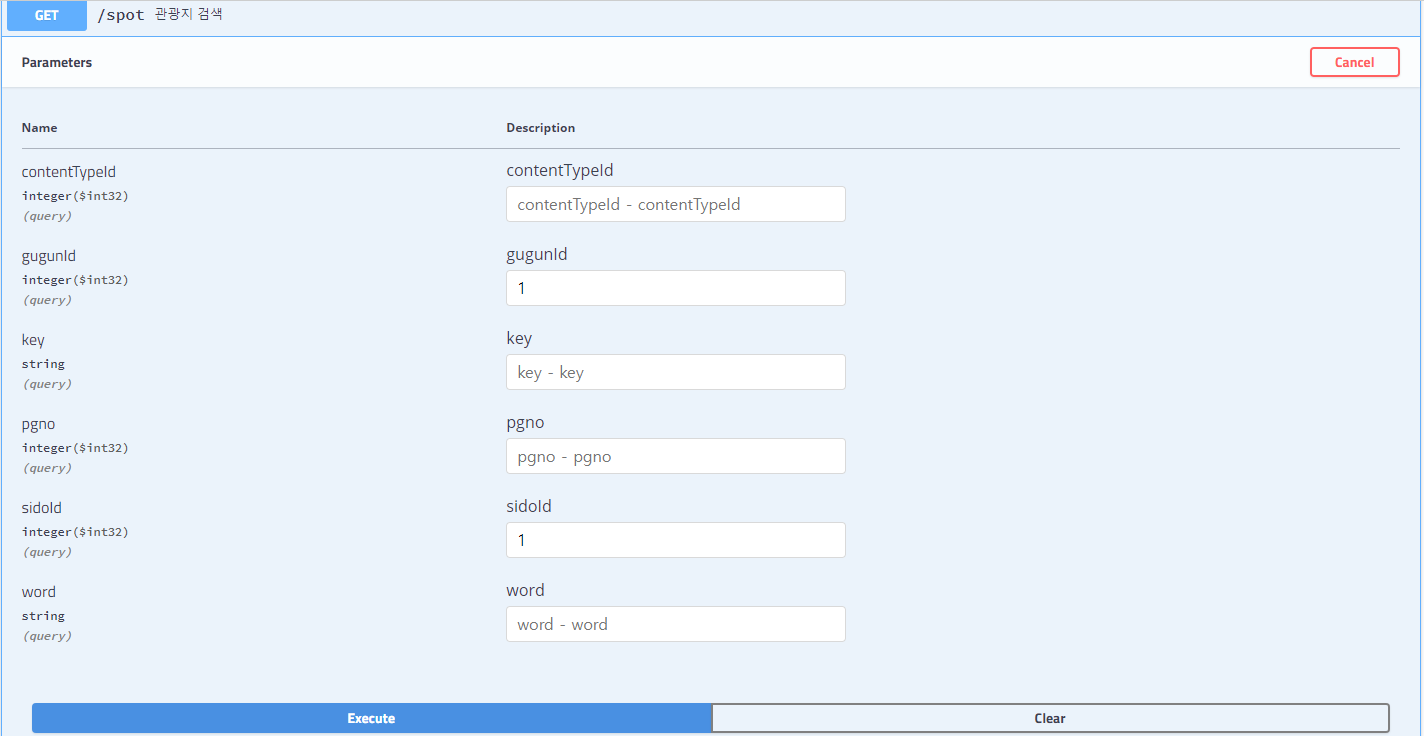 GET /spot 관광지 검색
Parameters Cancel
Name Description
contentTypeId
integer($int32)
(query)
contentTypeId
contentTypeId - contentTypeId
gugunId
integer($int32)
(query)
gugunId
1
key
string
(query)
key
key - key
pgno
integer($int32)
(query)
pgno
pgno - pgno
sidoId
integer($int32)
(query)
sidoId
1
word
string
(query)
word
word - word
Execute Clear